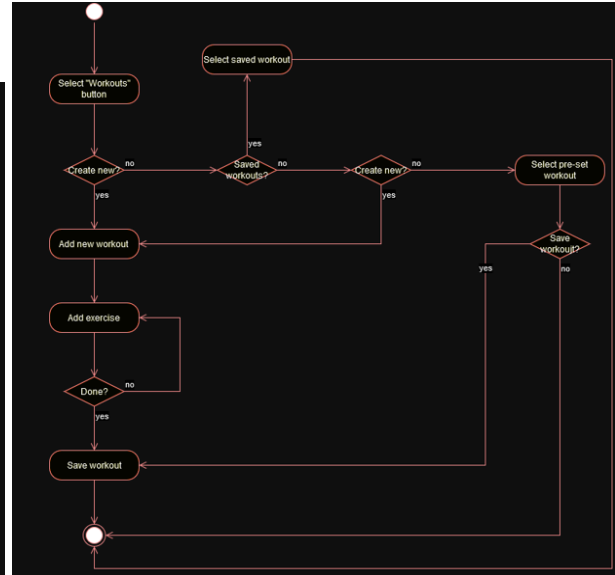 Select saved workout
Select "Workouts"
button
yes
Create new?
no
Saved
workouts?
no
Create new?
no
Select pre-set
workout
yes
yes
Add new workout
Save
workoujt?
yes
no
Add exercise
Done?
no
yes
Save workout